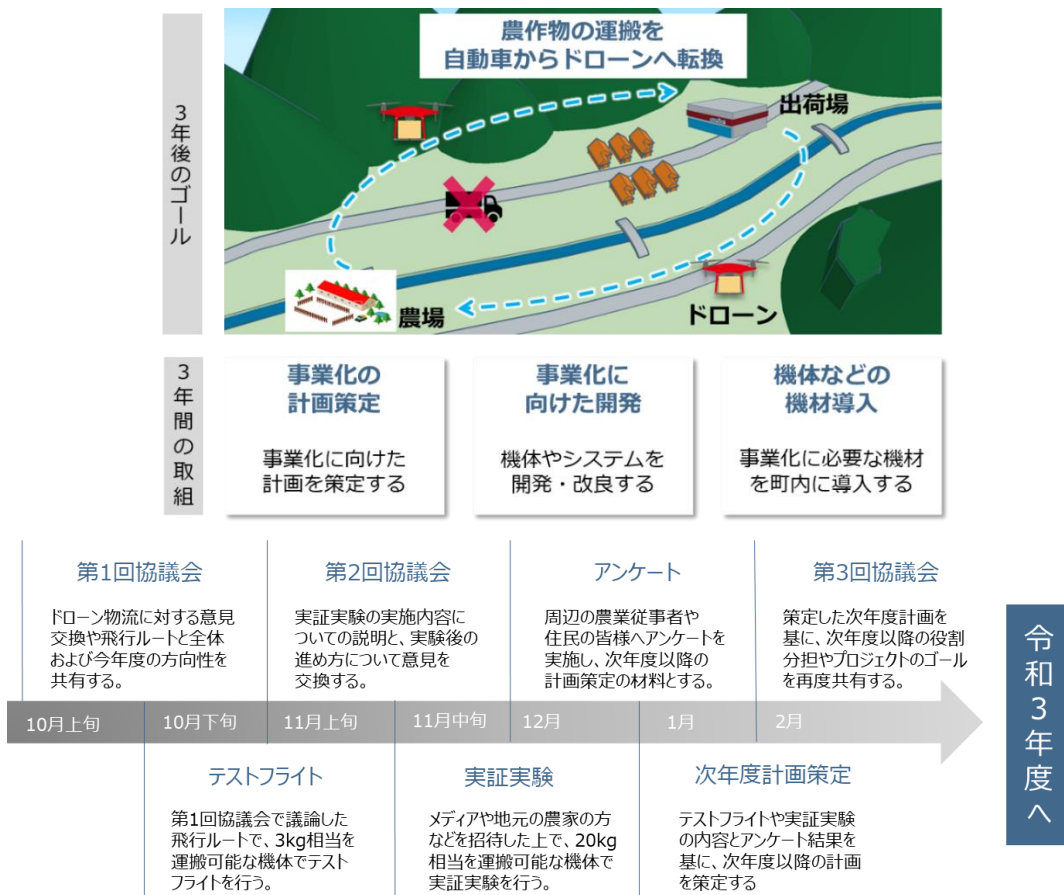 3年後のゴール
農作物の運搬を
自動車からドローンへ転換
出荷場
農場
ドローン
3年間の取組
事業化の
計画策定
事業化に向けた
計画を策定する
事業化に
向けた開発
機体やシステムを
開発・改良する
機体などの
機材導入
事業化に必要な機材
を町内に導入する
第1回協議会
ドローン物流に対する意見
交換や飛行ルートと全体
および今年度の方向性を
共有する。
第2回協議会
実証実験の実施内容に
ついての説明と、実験後の
進め方について意見を
交換する。
アンケート
周辺の農業従事者や
住民の皆様へアンケートを
実施し、次年度以降の
計画策定の材料とする。
第3回協議会
策定した次年度計画を
基に、次年度以降の役割
分担やプロジェクトのゴール
を再度共有する。
10月上旬
10月下旬
11月上旬
11月中旬
12月
1月
2月
テストフライト
第1回協議会で議論した
飛行ルートで、3kg相当を
運搬可能な機体でテスト
フライトを行う。
実証実験
メディアや地元の農家の方
などを招待した上で、20kg
相当を運搬可能な機体で
実証実験を行う。
次年度計画策定
テストフライトや実証実験
の内容とアンケート結果を
基に、次年度以降の計画
を策定する
令和3年度へ